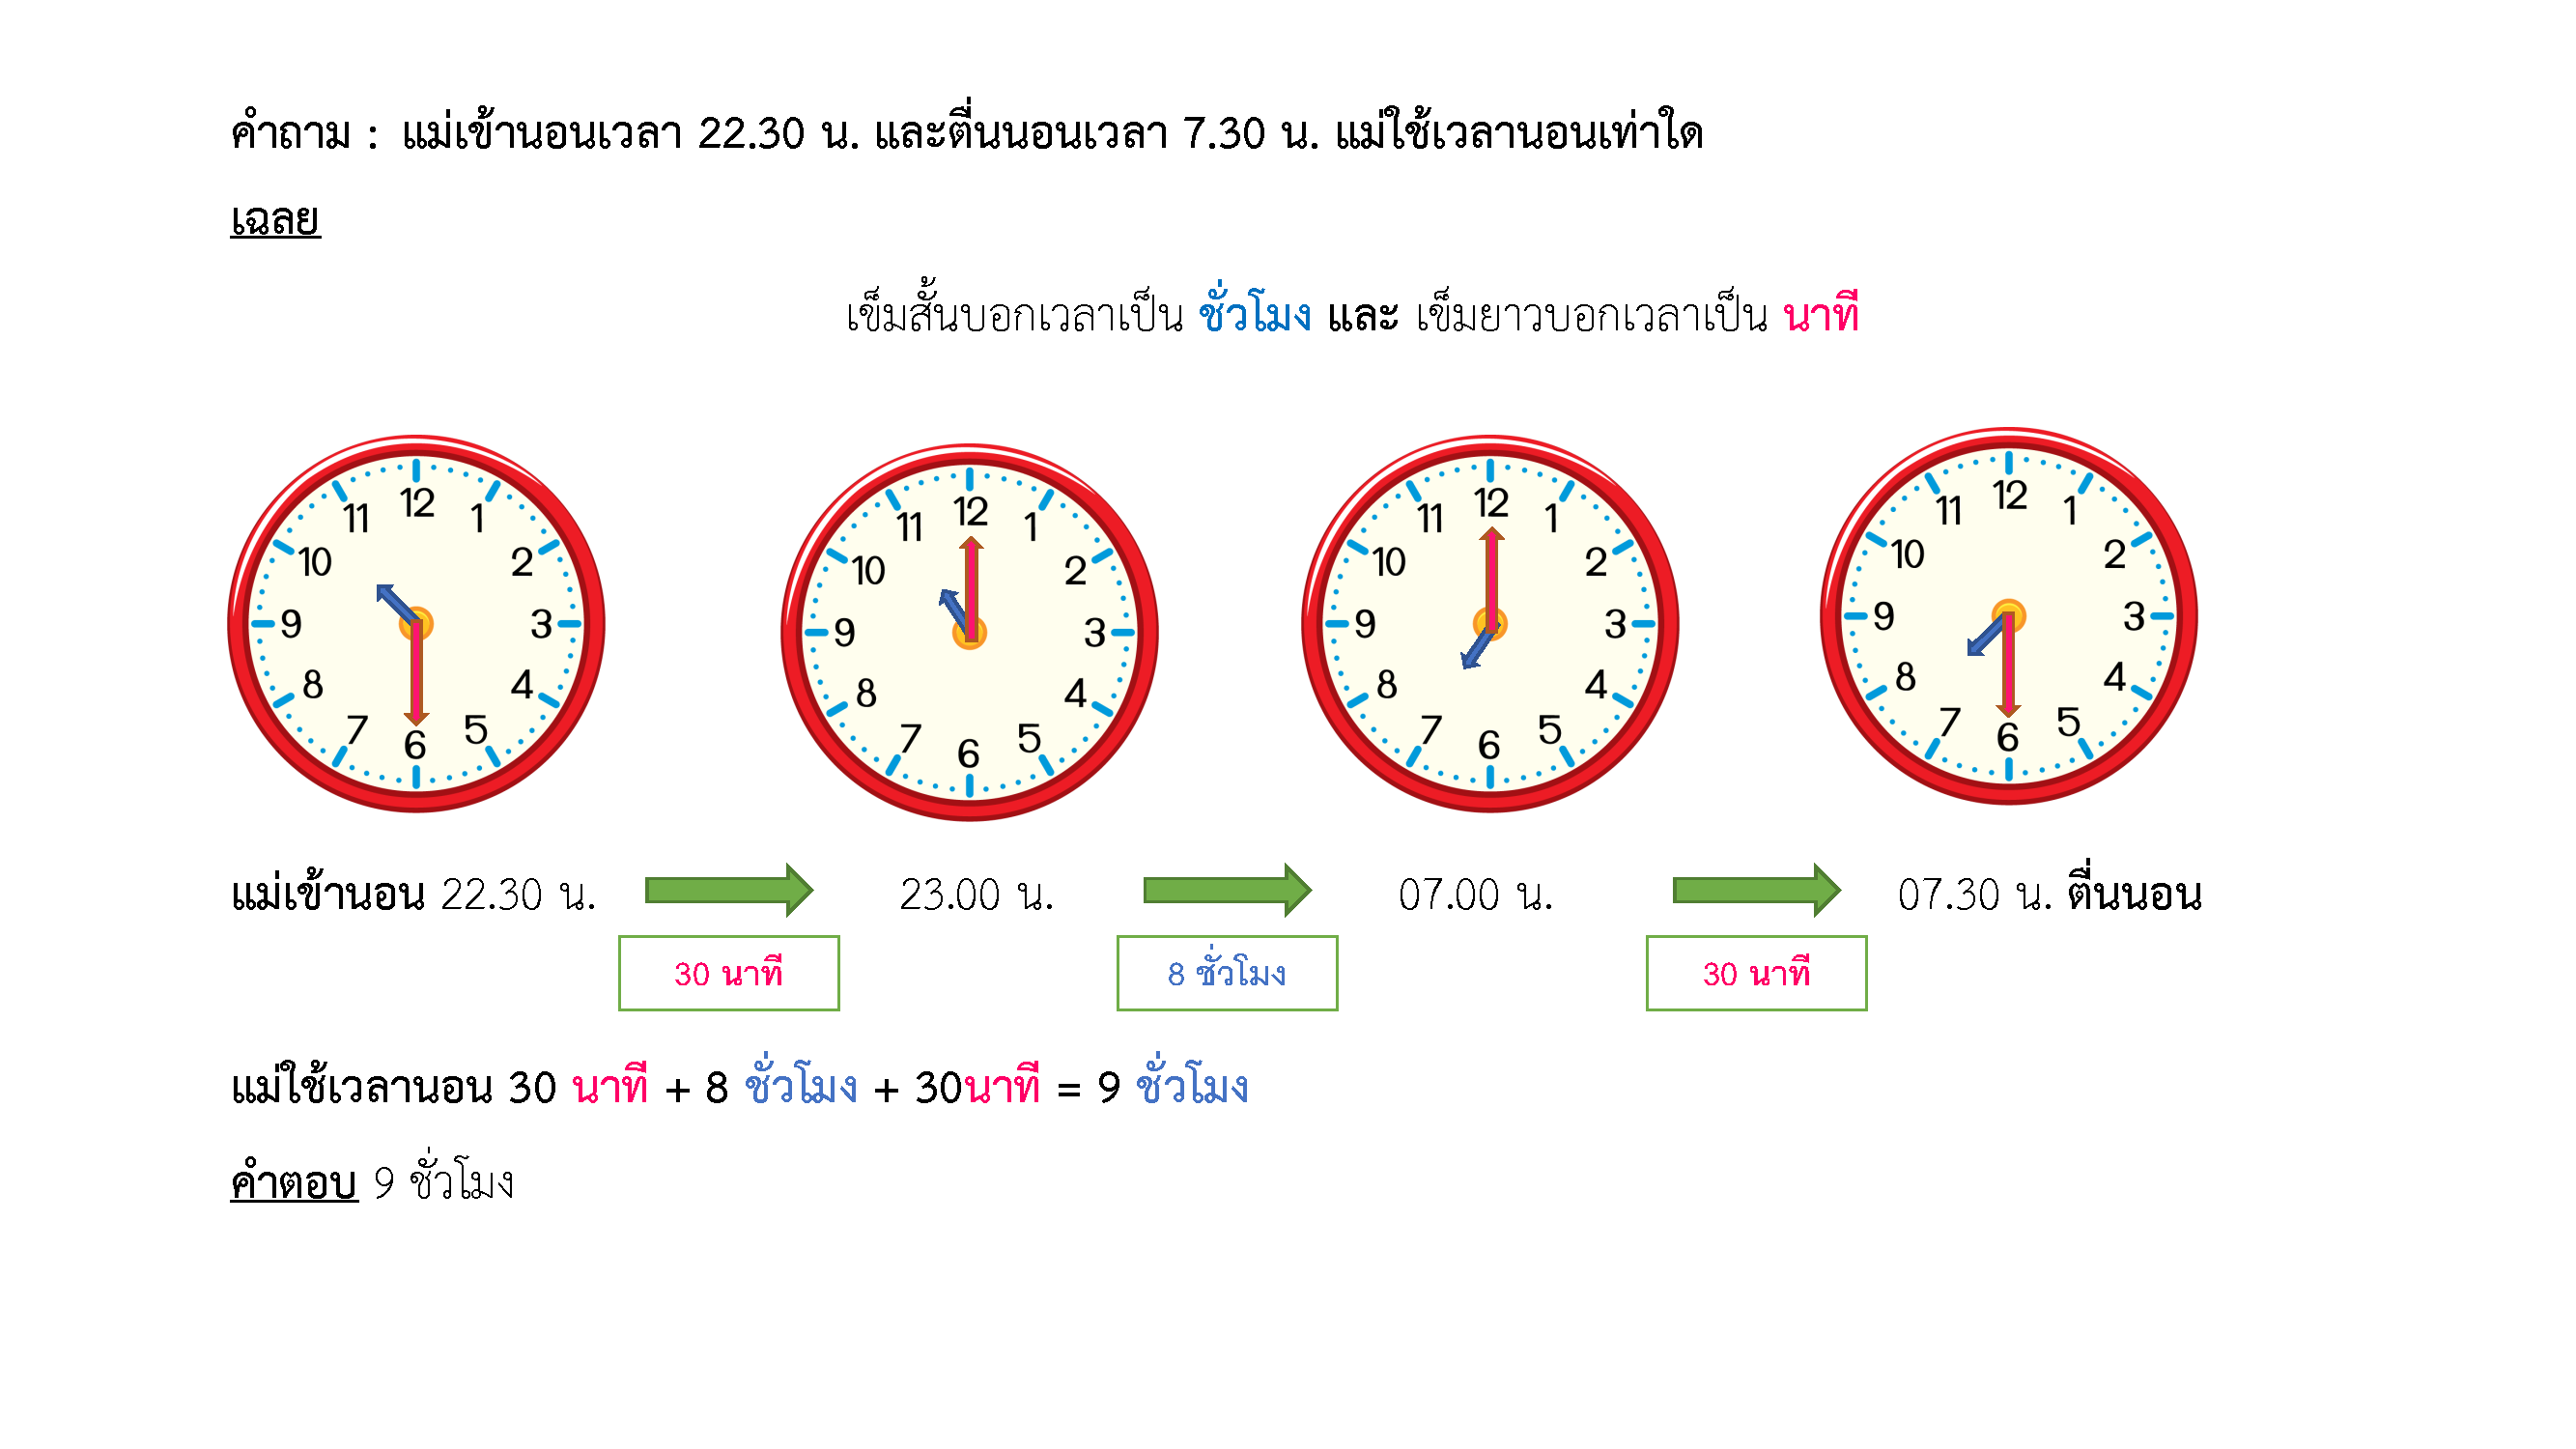 คำถาม : แม่เข้านอนเวลา 22.30 น. และตื่นนอนเวลา 7.30 น. แม่ใช้เวลานอนเท่าใด
เฉลย
เข็มสั้นบอกเวลาเป็น ชั่วโมง และ เข็มยาวบอกเวลาเป็น นาที
12 1 2 3 4 5 6 7 8 9 10 11
12 1 2 3 4 5 6 7 8 9 10 11
12 1 2 3 4 5 6 7 8 9 10 11
12 1 2 3 4 5 6 7 8 9 10 11
แม่เข้านอน 22.30 น. 23.00 น. 07.00 น. 07.30 น. ตื่นนอน
30 นาที 8 ชั่วโมง 30 นาที
แม่ใช้เวลานอน 30 นาที + 8 ชั่วโมง + 30นาที = 9 ชั่วโมง
คำตอบ 9 ชั่วโมง